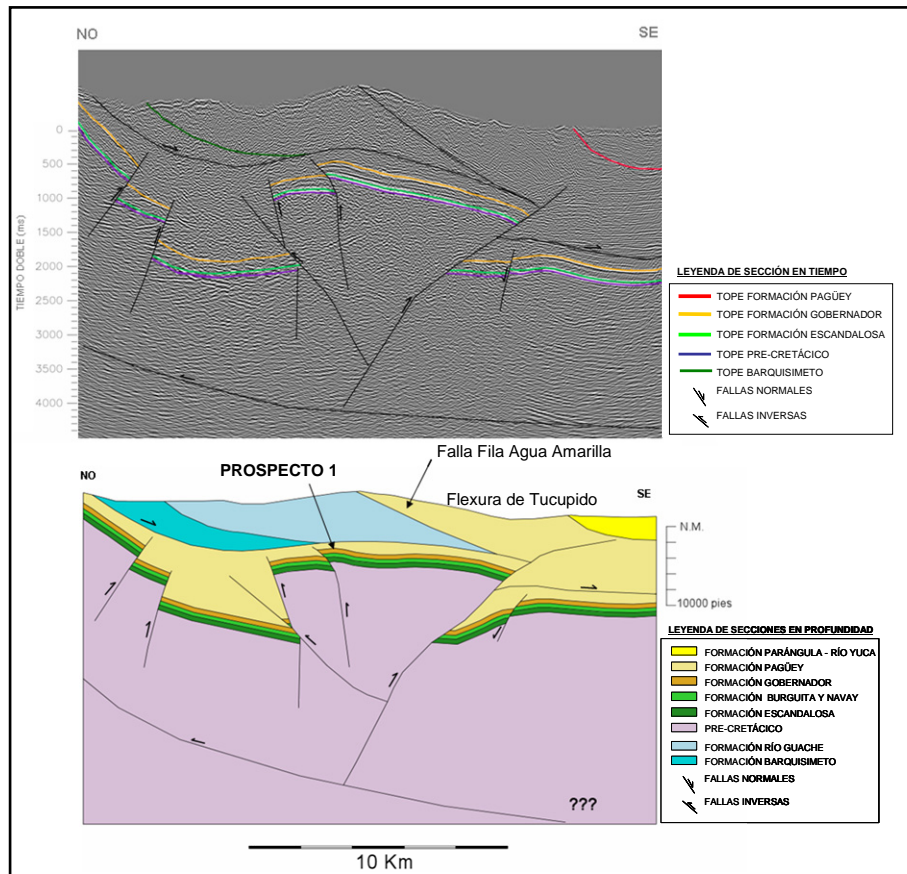 NO
SE
0
500
1000
1500
2000
2500
3000
3500
4000
TIEMPO DOBLE (ms)
LEYENDA DE SECCIÓN EN TIEMPO
TOPE FORMACIÓN PAGÜEY
TOPE FORMACIÓN GOBERNADOR
TOPE FORMACIÓN ESCANDALOSA
TOPE PRE-CRETÁCICO
TOPE BARQUISIMETO
FALLAS NORMALES
FALLAS INVERSAS
Falla Fila Agua Amarilla
PROSPECTO 1
NO
Flexura de Tucupido
SE
N.M.
10000 pies
LEYENDA DE SECCIONES EN PROFUNDIDAD
FORMACIÓN PARÁNGULA - RÍO YUCA
FORMACIÓN PAGÜEY
FORMACIÓN GOBERNADOR
FORMACIÓN BURGUITA Y NAVAY
FORMACIÓN ESCANDALOSA
PRE-CRETÁCICO
FORMACIÓN RÍO GUACHE
FORMACIÓN BARQUISIMETO
FALLAS NORMALES
FALLAS INVERSAS
???
10 Km